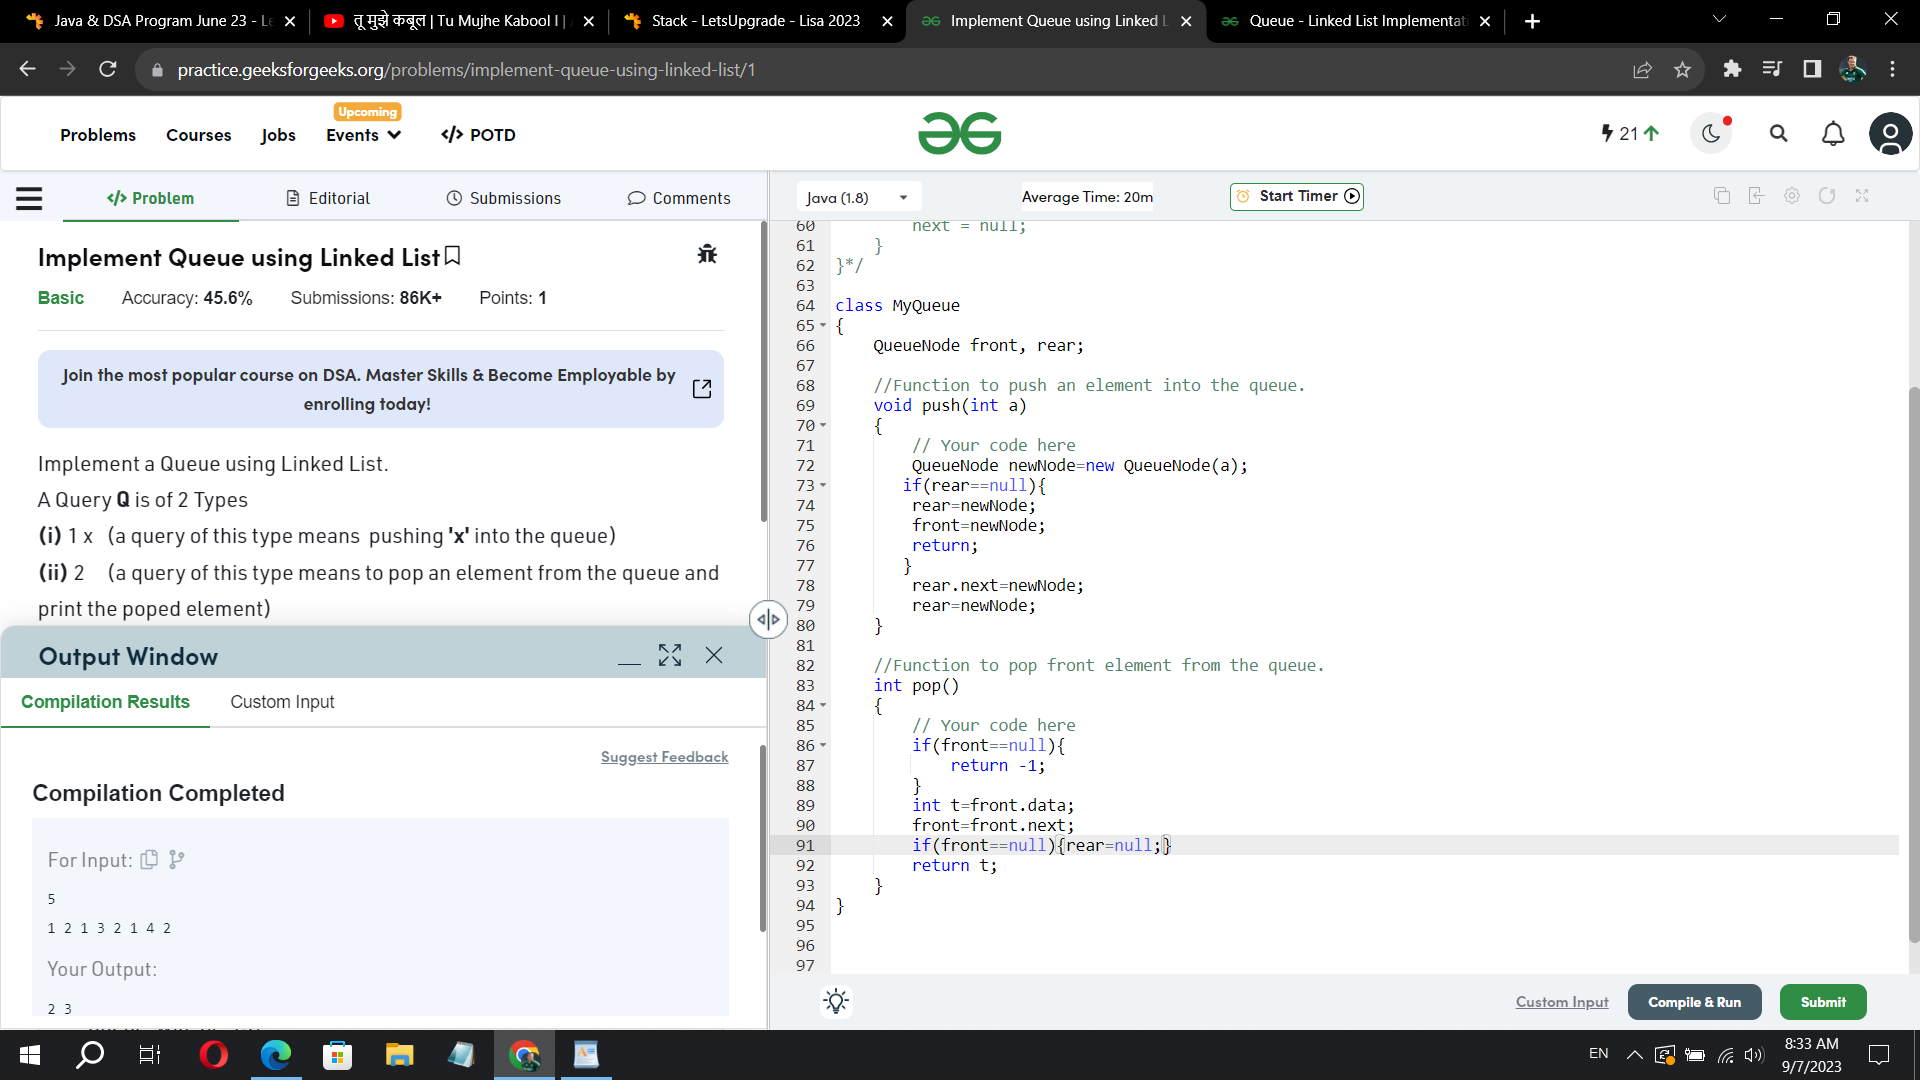 Java & DSA Program June 23 - Le
तू मुझे कबूल | Tu Mujhe Kabool I |
Stack - LetsUpgrade - Lisa 2023
Implement Queue using Linked L
Queue - Linked List Implementati
practice.geeksforgeeks.org/problems/implement-queue-using-linked-list/1
Problems
Courses
Jobs
Upcoming
Events
</> POTD
21
</> Problem
Editorial
Submissions
Comments
Java (1.8)
Average Time: 20m
Start Timer
Implement Queue using Linked List
Basic Accuracy: 45.6% Submissions: 86K+ Points: 1
Join the most popular course on DSA. Master Skills & Become Employable by
enrolling today!
Implement a Queue using Linked List.
A Query Q is of 2 Types
(i) 1 x (a query of this type means pushing 'x' into the queue)
(ii) 2 (a query of this type means to pop an element from the queue and
print the poped element)
Output Window
Compilation Results Custom Input
Suggest Feedback
Compilation Completed
For Input:
5
1 2 1 3 2 1 4 2
Your Output:
2 3
60 next = null;
61 }
62 }*/
63
64 class MyQueue
65 {
66 QueueNode front, rear;
67
68 //Function to push an element into the queue.
69 void push(int a)
70 {
71 // Your code here
72 QueueNode newNode=new QueueNode(a);
73 if(rear==null){
74 rear=newNode;
75 front=newNode;
76 return;
77 }
78 rear.next=newNode;
79 rear=newNode;
80 }
81
82 //Function to pop front element from the queue.
83 int pop()
84 {
85 // Your code here
86 if(front==null){
87 return -1;
88 }
89 int t=front.data;
90 front=front.next;
91 if(front==null){rear=null;}
92 return t;
93 }
94 }
95
96
97
Custom Input
Compile & Run
Submit
EN
8:33 AM
9/7/2023